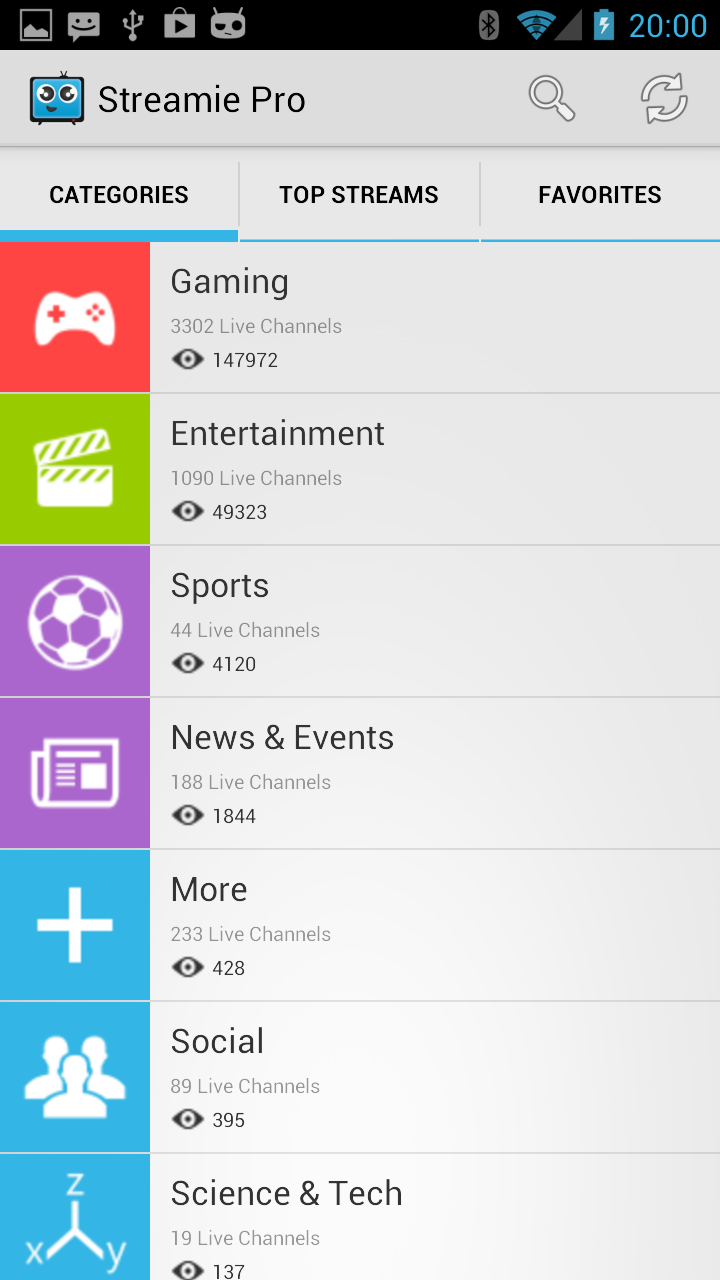 20:00
Streamie Pro
CATEGORIES
TOP STREAMS
FAVORITES
Gaming
3302 Live Channels
147972
Entertainment
1090 Live Channels
49323
Sports
44 Live Channels
4120
News & Events
188 Live Channels
1844
More
233 Live Channels
428
Social
89 Live Channels
395
z
x y
Science & Tech
19 Live Channels
137